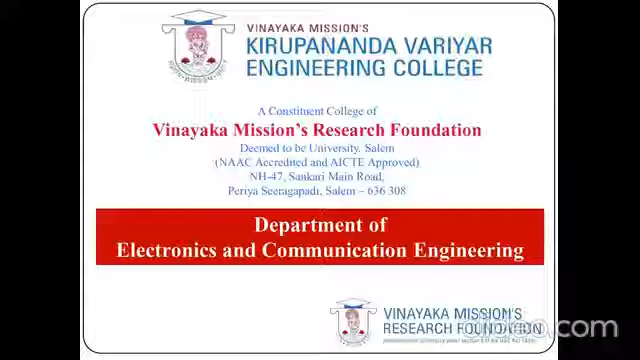 VINAYAKA MISSION'S
KIRUPANANDA VARIYAR
ENGINEERING COLLEGE
A Constituent College of
Vinayaka Mission's Research Foundation
Deemed to be University. Salem
(NAAC Accredited and AICTE Approved)
NH-47, Sankari Main Road,
Periya Seeragapadi, Salem – 636 308
Department of
Electronics and Communication Engineering
VINAYAKA MISSION'S
RESEARCH FOUNDATION